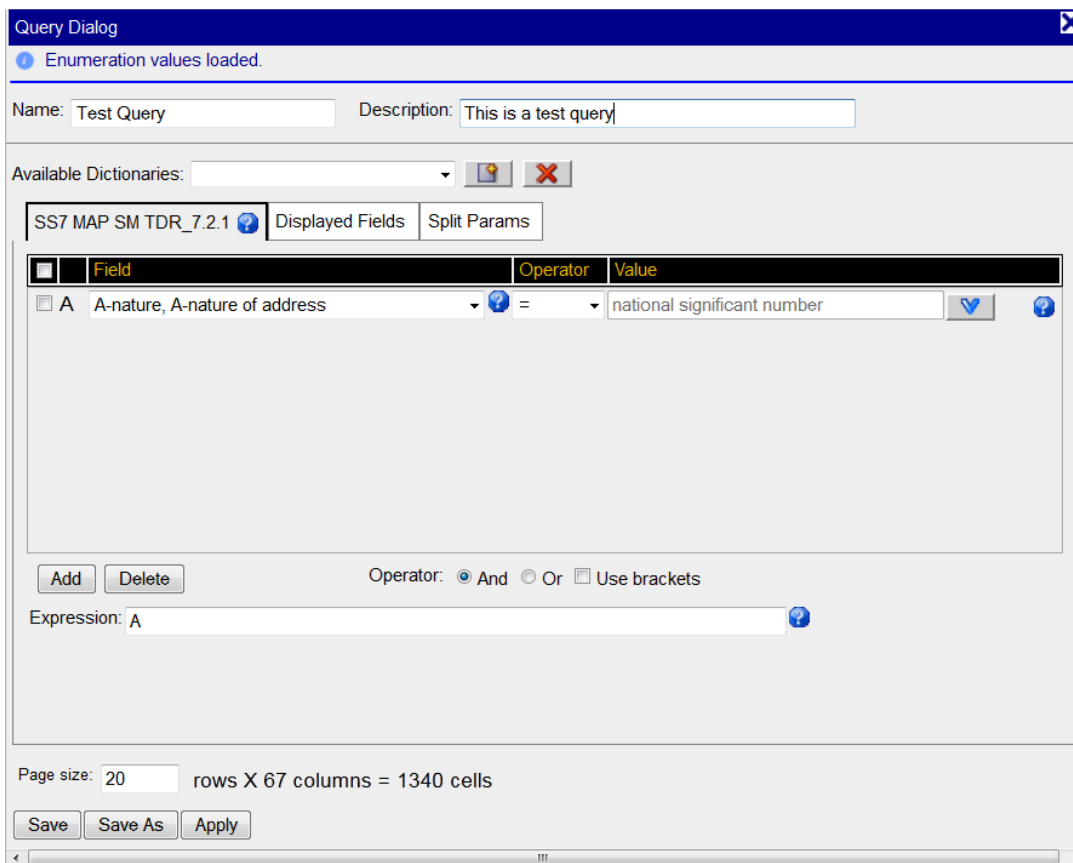 Query Dialog
Enumeration values loaded.
Name: Test Query Description: This is a test query
Available Dictionaries:
SS7 MAP SM TDR_7.2.1 Displayed Fields Split Params
Field Operator Value
A A-nature, A-nature of address = national significant number
Add Delete Operator: And Or Use brackets
Expression: A
Page size: 20 rows X 67 columns = 1340 cells
Save Save As Apply